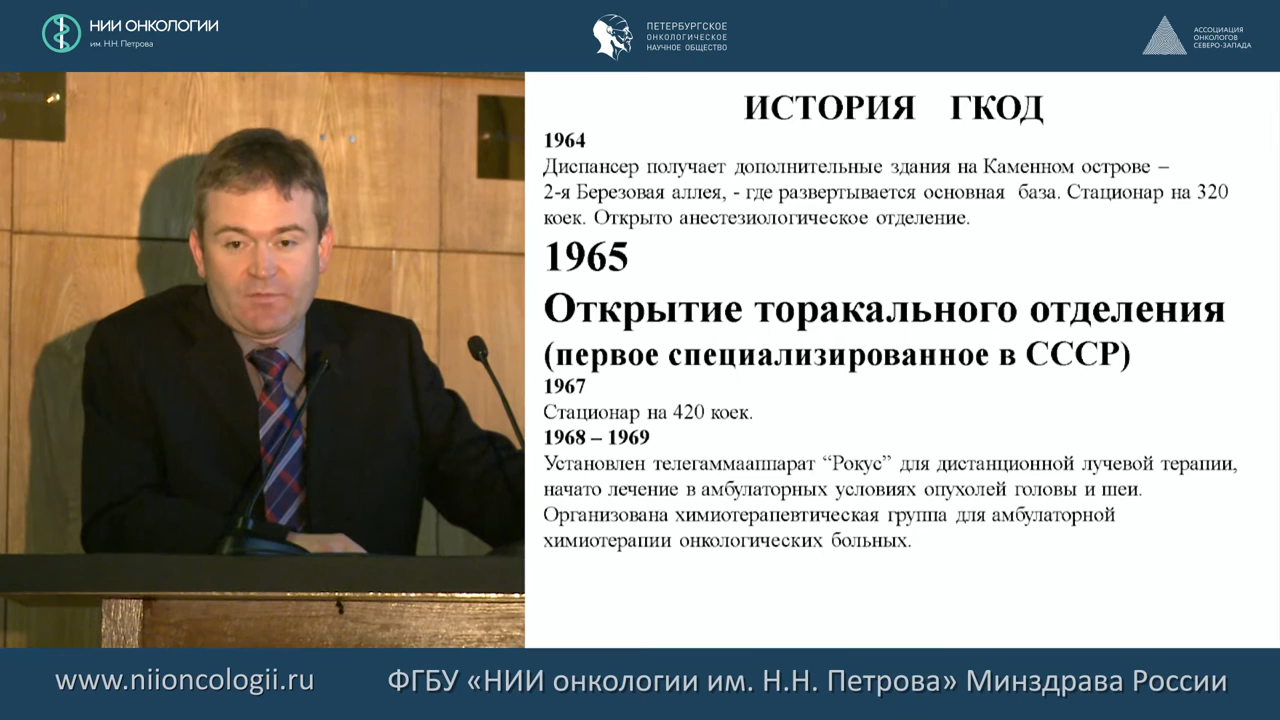 НИИ ОНКОЛОГИИ
им. Н.Н. Петрова
ПЕТЕРБУРГСКОЕ
ОНКОЛОГИЧЕСКОЕ
НАУЧНОЕ ОБЩЕСТВО
АССОЦИАЦИЯ
ОНКОЛОГОВ
СЕВЕРО-ЗАПАДА
ИСТОРИЯ ГКОД
1964
Диспансер получает дополнительные здания на Каменном острове –
2-я Березовая аллея, - где развертывается основная база. Стационар на 320
коек. Открыто анестезиологическое отделение.
1965
Открытие торакального отделения
(первое специализированное в СССР)
1967
Стационар на 420 коек.
1968 – 1969
Установлен телегаммааппарат “Рокус” для дистанционной лучевой терапии,
начато лечение в амбулаторных условиях опухолей головы и шеи.
Организована химиотерапевтическая группа для амбулаторной
химиотерапии онкологических больных.
www.niioncologii.ru
ФГБУ «НИИ онкологии им. Н.Н. Петрова» Минздрава России